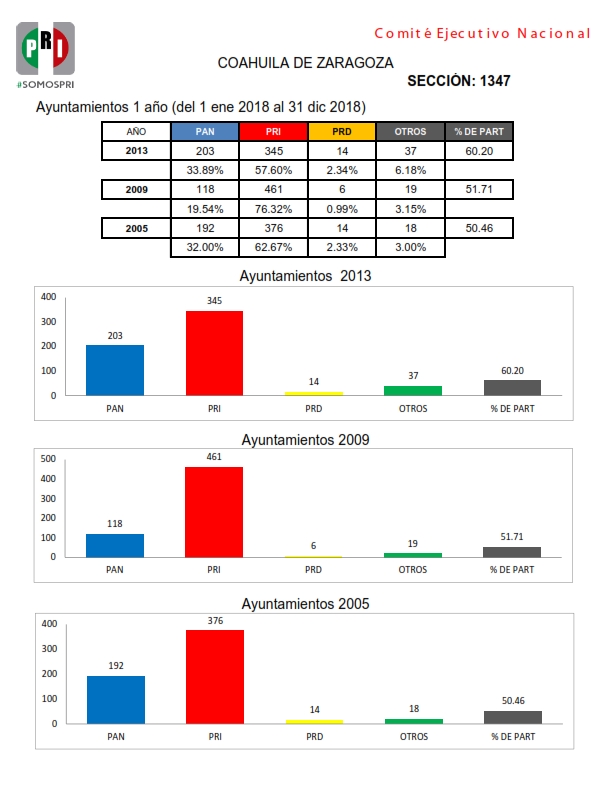 Comité Ejecutivo Nacional
PRI
#SOMOSPRI
COAHUILA DE ZARAGOZA
SECCIÓN: 1347
Ayuntamientos 1 año (del 1 ene 2018 al 31 dic 2018)
AÑO PAN PRI PRD OTROS % DE PART
2013 203 345 14 37 60.20
33.89% 57.60% 2.34% 6.18%
2009 118 461 6 19 51.71
19.54% 76.32% 0.99% 3.15%
2005 192 376 14 18 50.46
32.00% 62.67% 2.33% 3.00%
Ayuntamientos 2013
400
300
200
100
0
203 345 14 37 60.20
PAN PRI PRD OTROS % DE PART
Ayuntamientos 2009
500
400
300
200
100
0
118 461 6 19 51.71
PAN PRI PRD OTROS % DE PART
Ayuntamientos 2005
400
300
200
100
0
192 376 14 18 50.46
PAN PRI PRD OTROS % DE PART